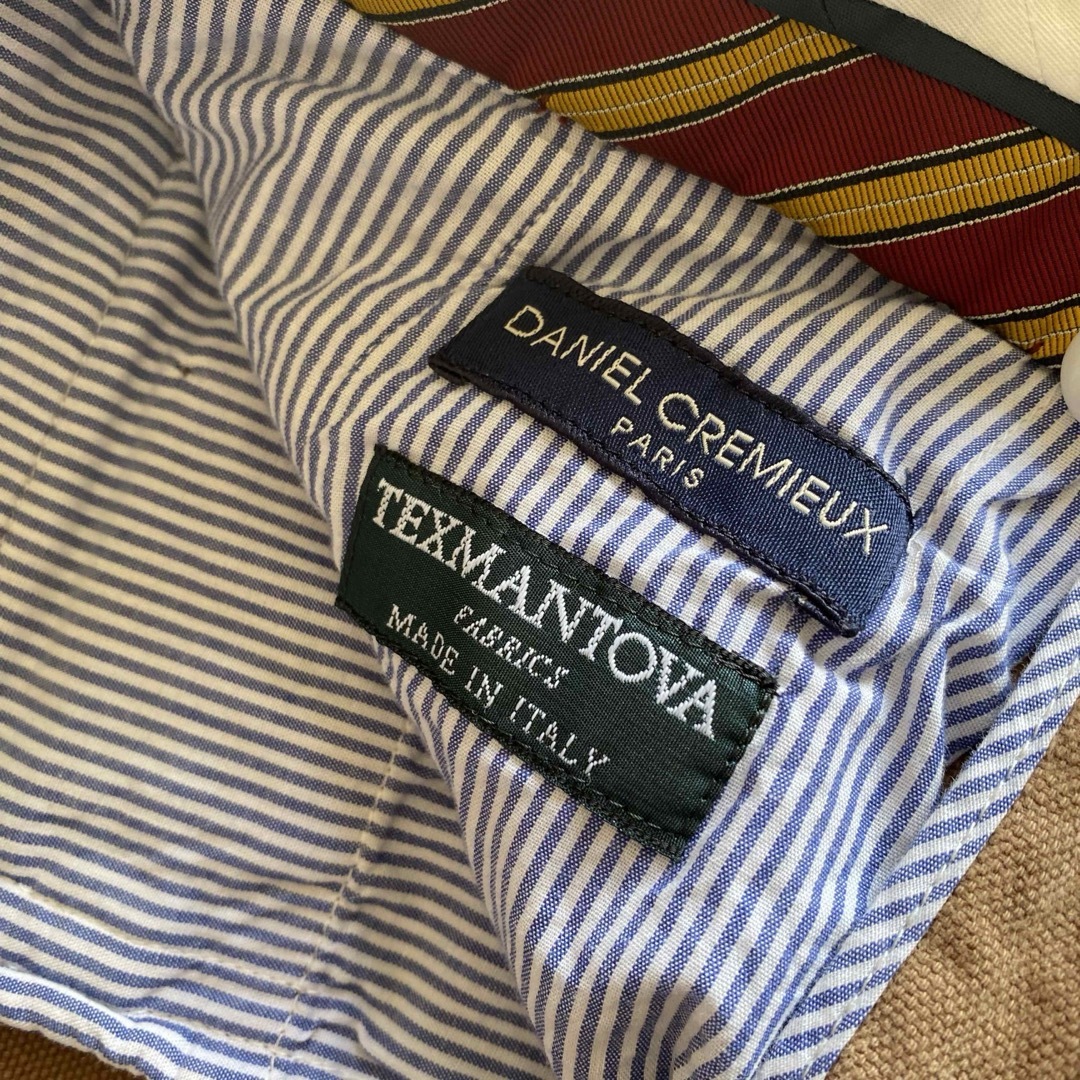 DANIEL CREMIEUX
PARIS
TEXMANTOVA
FABRICS
MADE IN ITALY